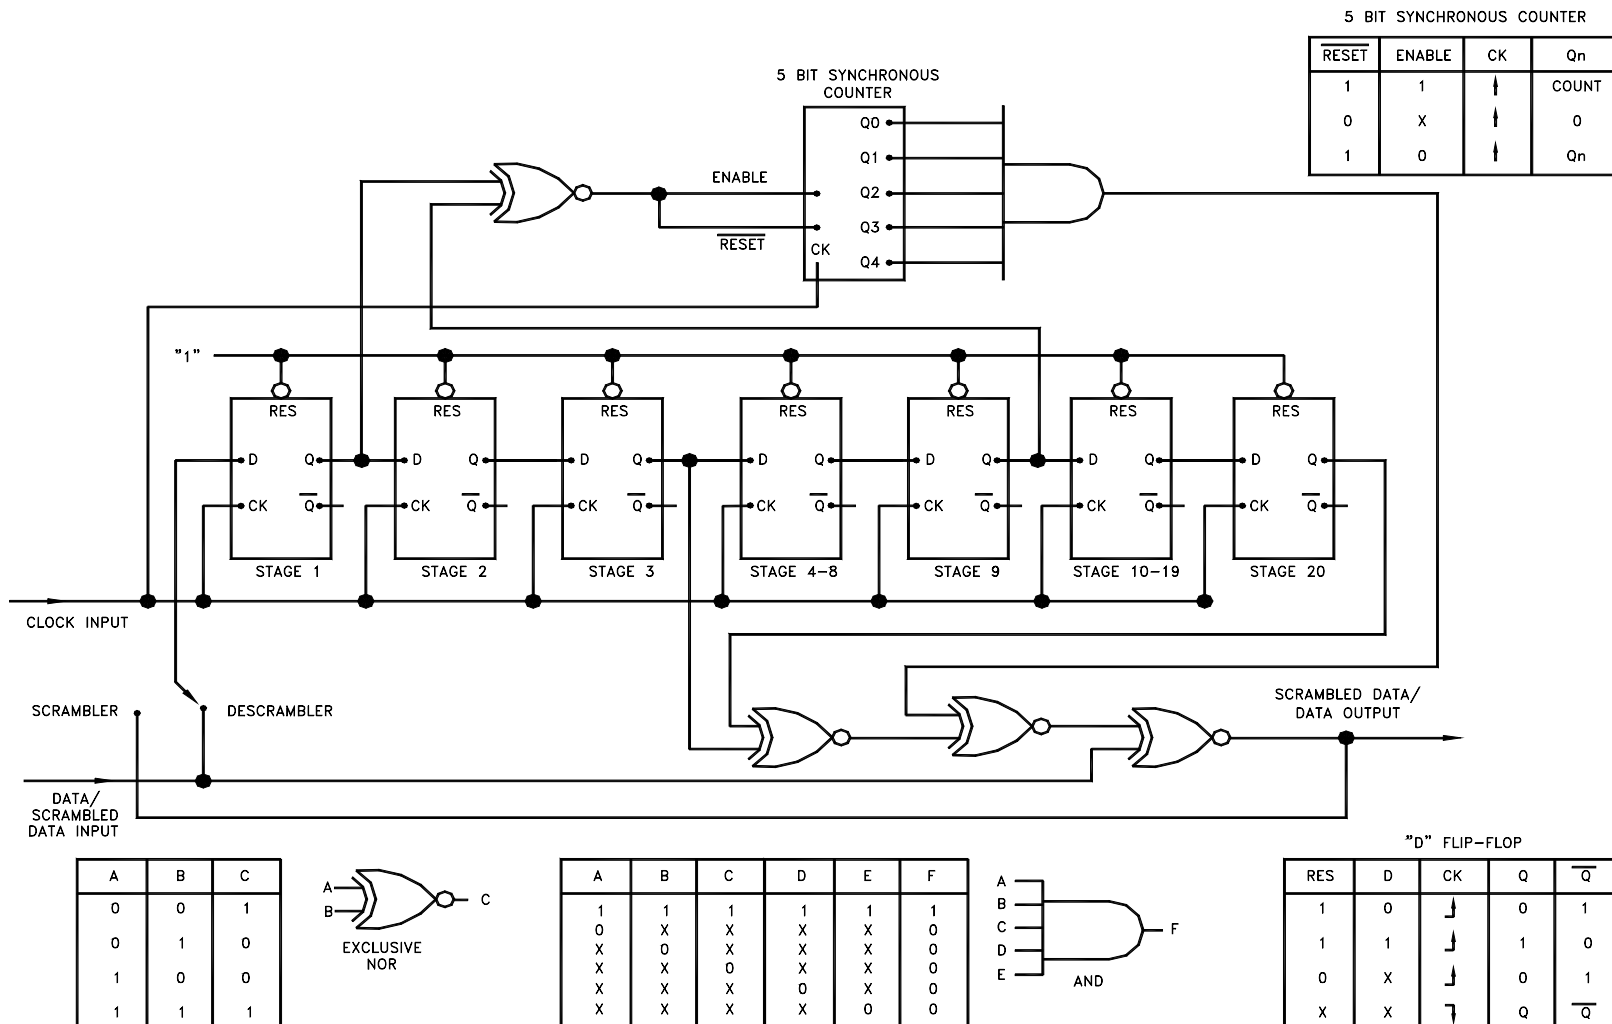 5 BIT SYNCHRONOUS COUNTER
RESET ENABLE CK Qn
1 1 COUNT
0 X 0
1 0 Qn
5 BIT SYNCHRONOUS
COUNTER
Q0
Q1
ENABLE Q2
Q3
RESET
CK
Q4
"1"
RES RES RES RES RES RES RES
D Q D Q D Q D Q D Q D Q D Q
CK Q CK Q CK Q CK Q CK Q CK Q CK Q
STAGE 1 STAGE 2 STAGE 3 STAGE 4-8 STAGE 9 STAGE 10-19 STAGE 20
CLOCK INPUT
SCRAMBLER DESCRAMBLER
SCRAMBLED DATA/
DATA OUTPUT
DATA/
SCRAMBLED
DATA INPUT
A B C
0 0 1
0 1 0
1 0 0
1 1 1
A
B
C
EXCLUSIVE
NOR
A B C D E F
1 1 1 1 1 1
0 X X X X 0
X 0 X X X 0
X X 0 X X 0
X X X 0 X 0
X X X X 0 0
A
B
C
D
E
F
AND
"D" FLIP-FLOP
RES D CK Q Q
1 0 0 1
1 1 1 0
0 X 0 1
X X Q Q